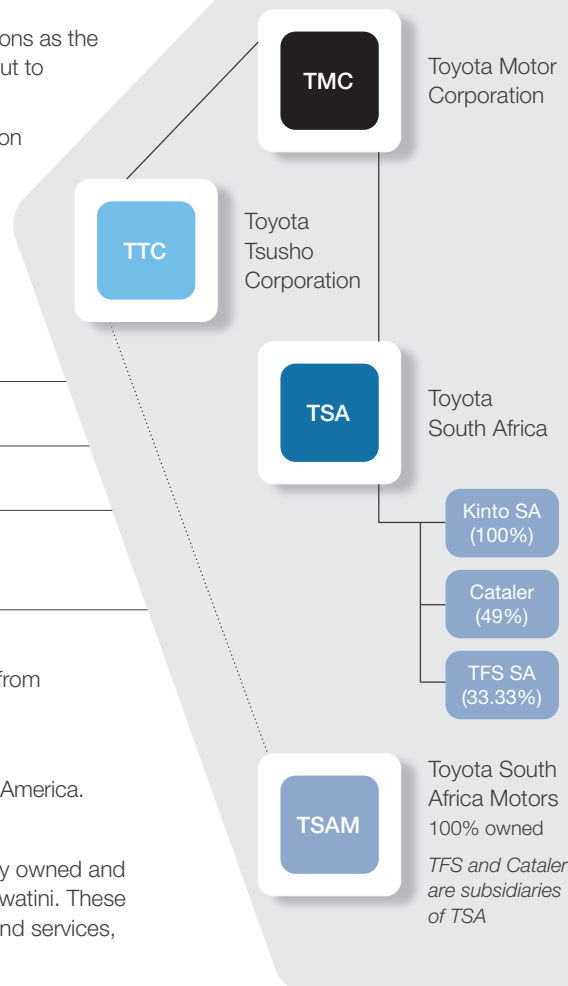 ons as the
ut to
on
from
America.
y owned and
watini. These
nd services,
TMC
Toyota Motor
Corporation
TTC
Toyota
Tsusho
Corporation
TSA
Toyota
South Africa
Kinto SA
(100%)
Cataler
(49%)
TFS SA
(33.33%)
TSAM
Toyota South
Africa Motors
100% owned
TFS and Cataler
are subsidiaries
of TSA